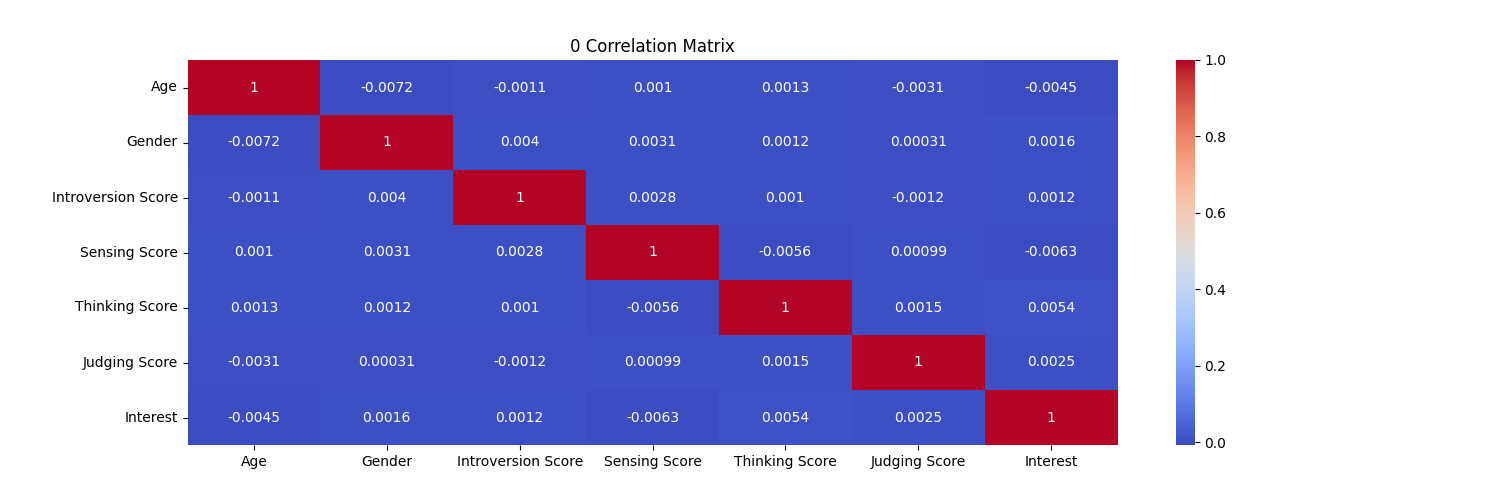 0 Correlation Matrix
Age 1 -0.0072 -0.0011 0.001 0.0013 -0.0031 -0.0045
Gender -0.0072 1 0.004 0.0031 0.0012 0.00031 0.0016
Introversion Score -0.0011 0.004 1 0.0028 0.001 -0.0012 0.0012
Sensing Score 0.001 0.0031 0.0028 1 -0.0056 0.00099 -0.0063
Thinking Score 0.0013 0.0012 0.001 -0.0056 1 0.0015 0.0054
Judging Score -0.0031 0.00031 -0.0012 0.00099 0.0015 1 0.0025
Interest -0.0045 0.0016 0.0012 -0.0063 0.0054 0.0025 1
Age Gender Introversion Score Sensing Score Thinking Score Judging Score Interest
1.0
0.8
0.6
0.4
0.2
0.0